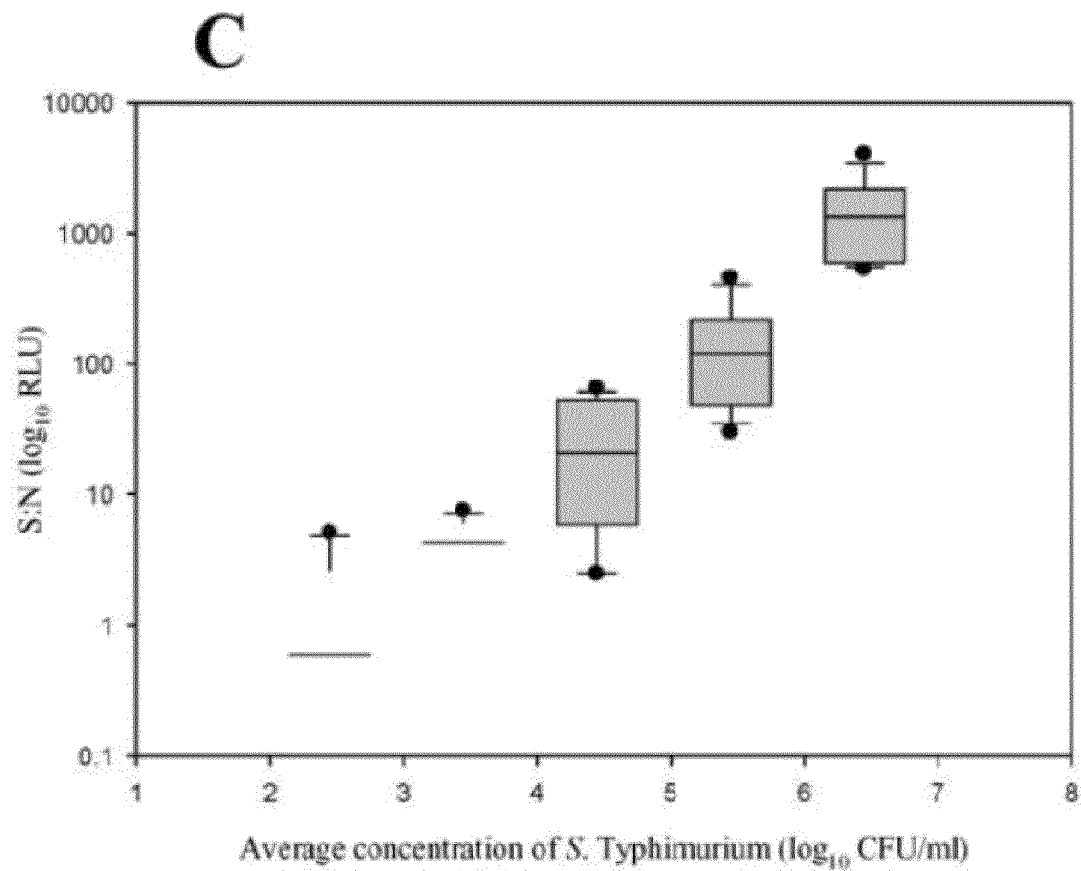 C
10000
1000
100
10
1
0.1
S:N (log10 RLU)
1 2 3 4 5 6 7 8
Average concentration of S. Typhimurium (log10 CFU/ml)